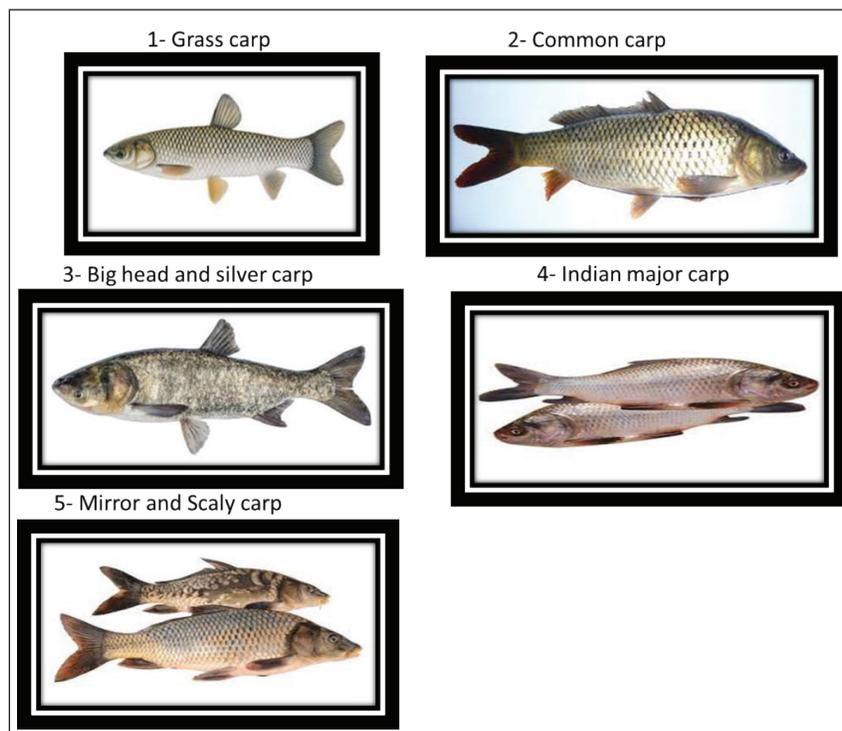 1- Grass carp
2- Common carp
3- Big head and silver carp
4- Indian major carp
5- Mirror and Scaly carp